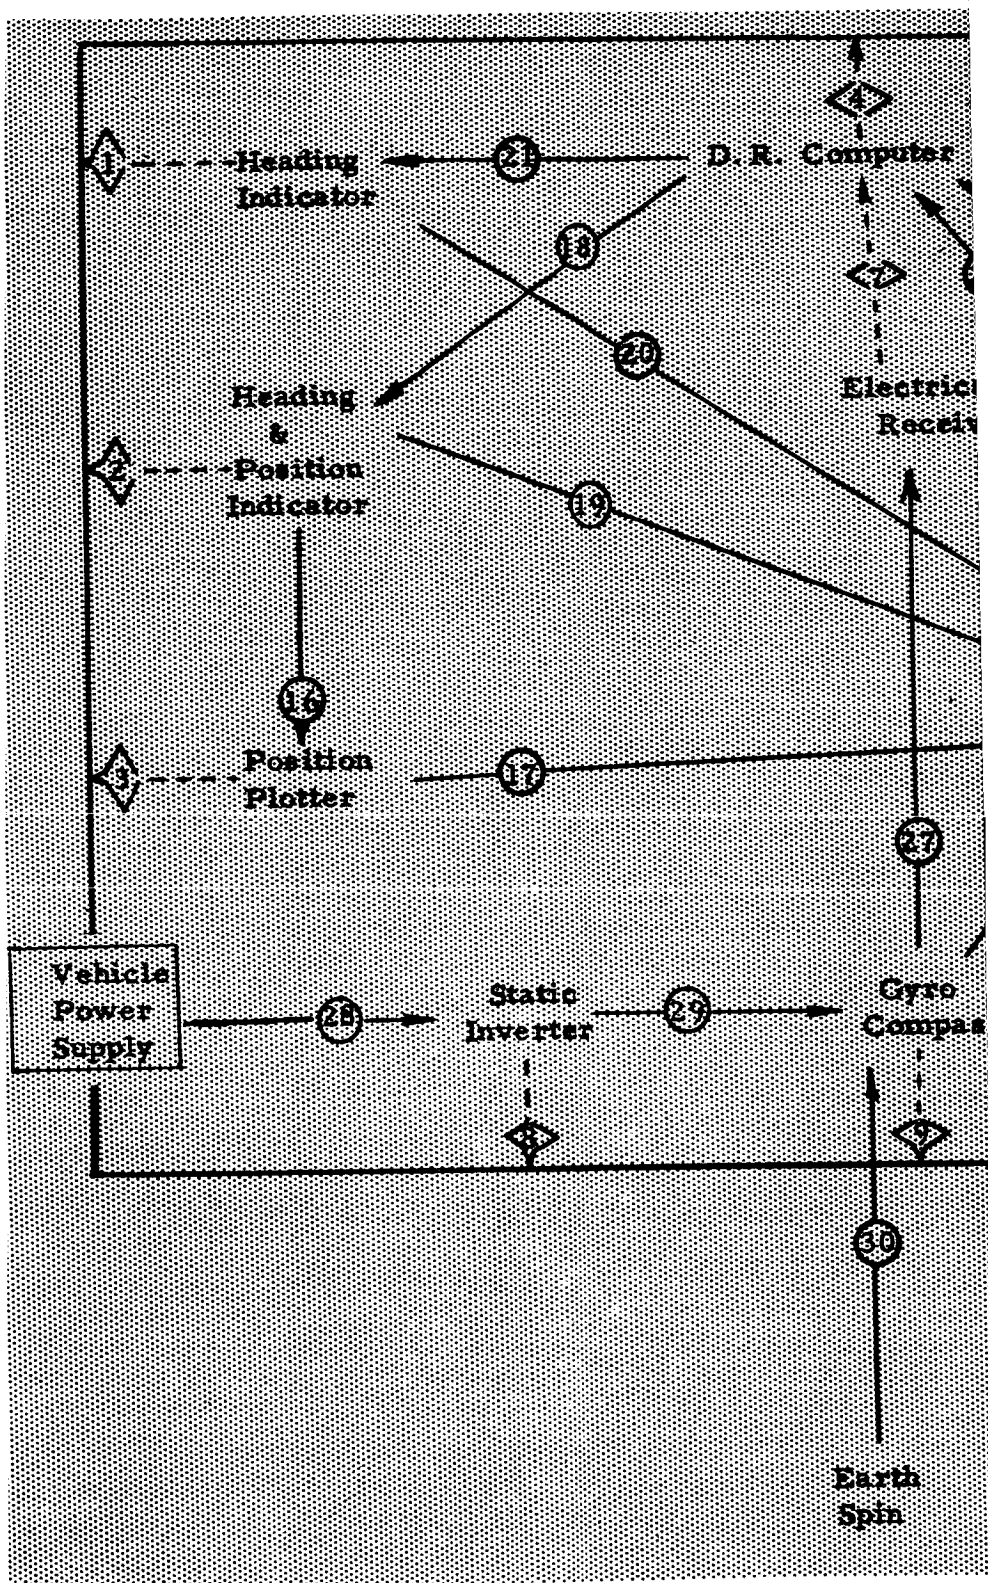 4
1
Heading
Indicator
21
D. R. Computer
18
7
20
Heading
&
Position
Indicator
2
19
Receiv
16
3
Position
Plotter
17
27
Vehicle
Power
Supply
28
Static
Inverter
29
Gyro
Compas
8
9
30
Earth
Spin